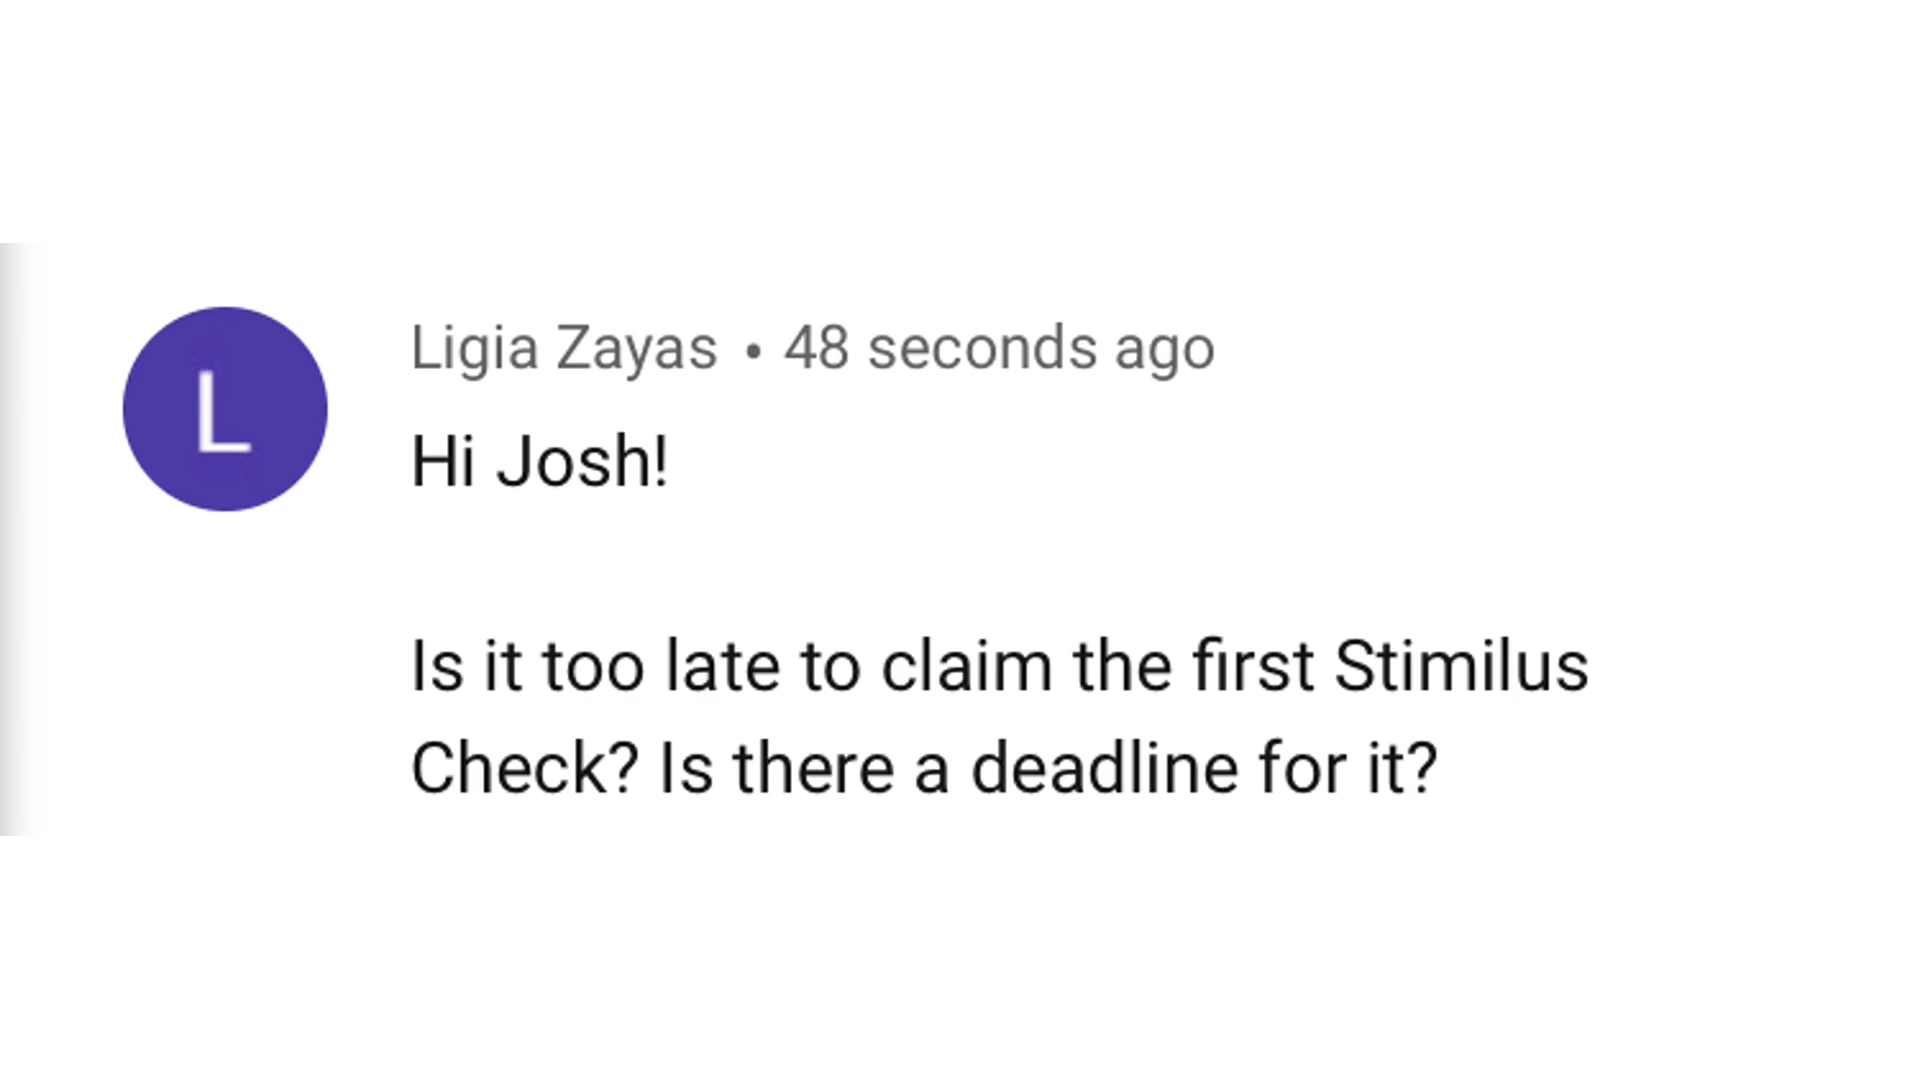 L
Ligia Zayas • 48 seconds ago
Hi Josh!
Is it too late to claim the first Stimilus
Check? Is there a deadline for it?